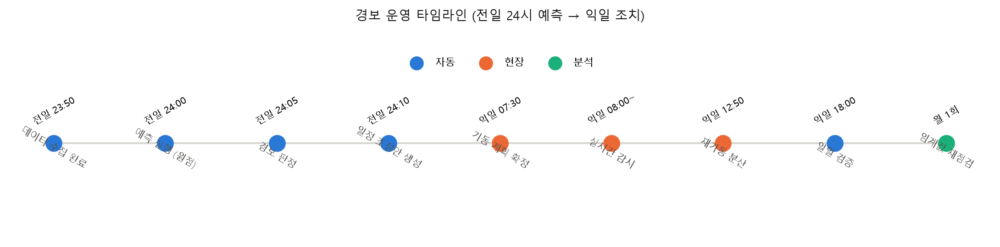 경보 운영 타임라인 (전일 24시 예측 → 익일 조치)
자동
현장
분석
전일 23:50
전일 24:00
전일 24:05
전일 24:10
익일 07:30
익일 08:00~
익일 12:50
익일 18:00
월 1회
데이터 수집 완료
예측 실행 (원점)
경보 판정
일정 조정안 생성
기동 계획 확정
실시간 감시
재가동 분산
일일 검증
임계값 재점검